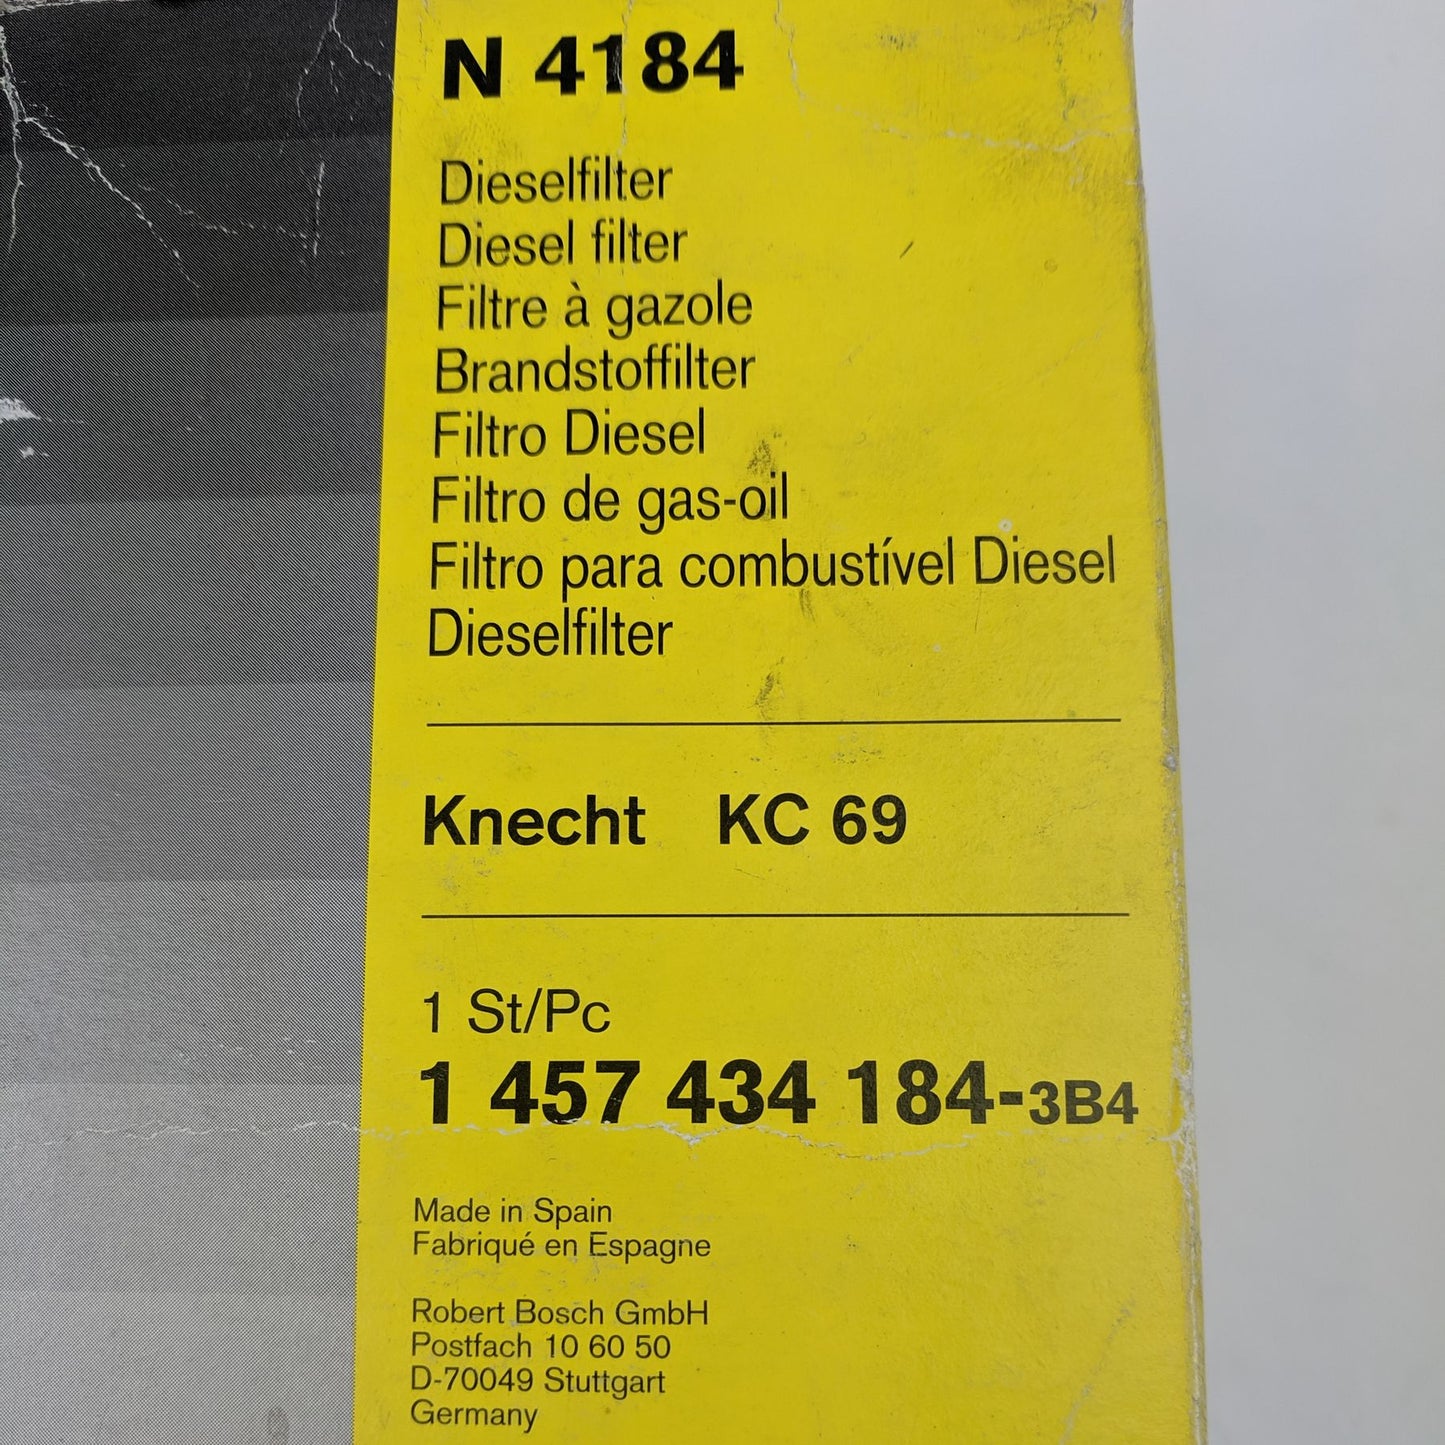 N 4184
Dieselfilter
Diesel filter
Filtre à gazole
Brandstoffilter
Filtro Diesel
Filtro de gas-oil
Filtro para combustível Diesel
Dieselfilter
Knecht KC 69
1 St/Pc
1 457 434 184-3B4
Made in Spain
Fabriqué en Espagne
Robert Bosch GmbH
Postfach 10 60 50
D-70049 Stuttgart
Germany